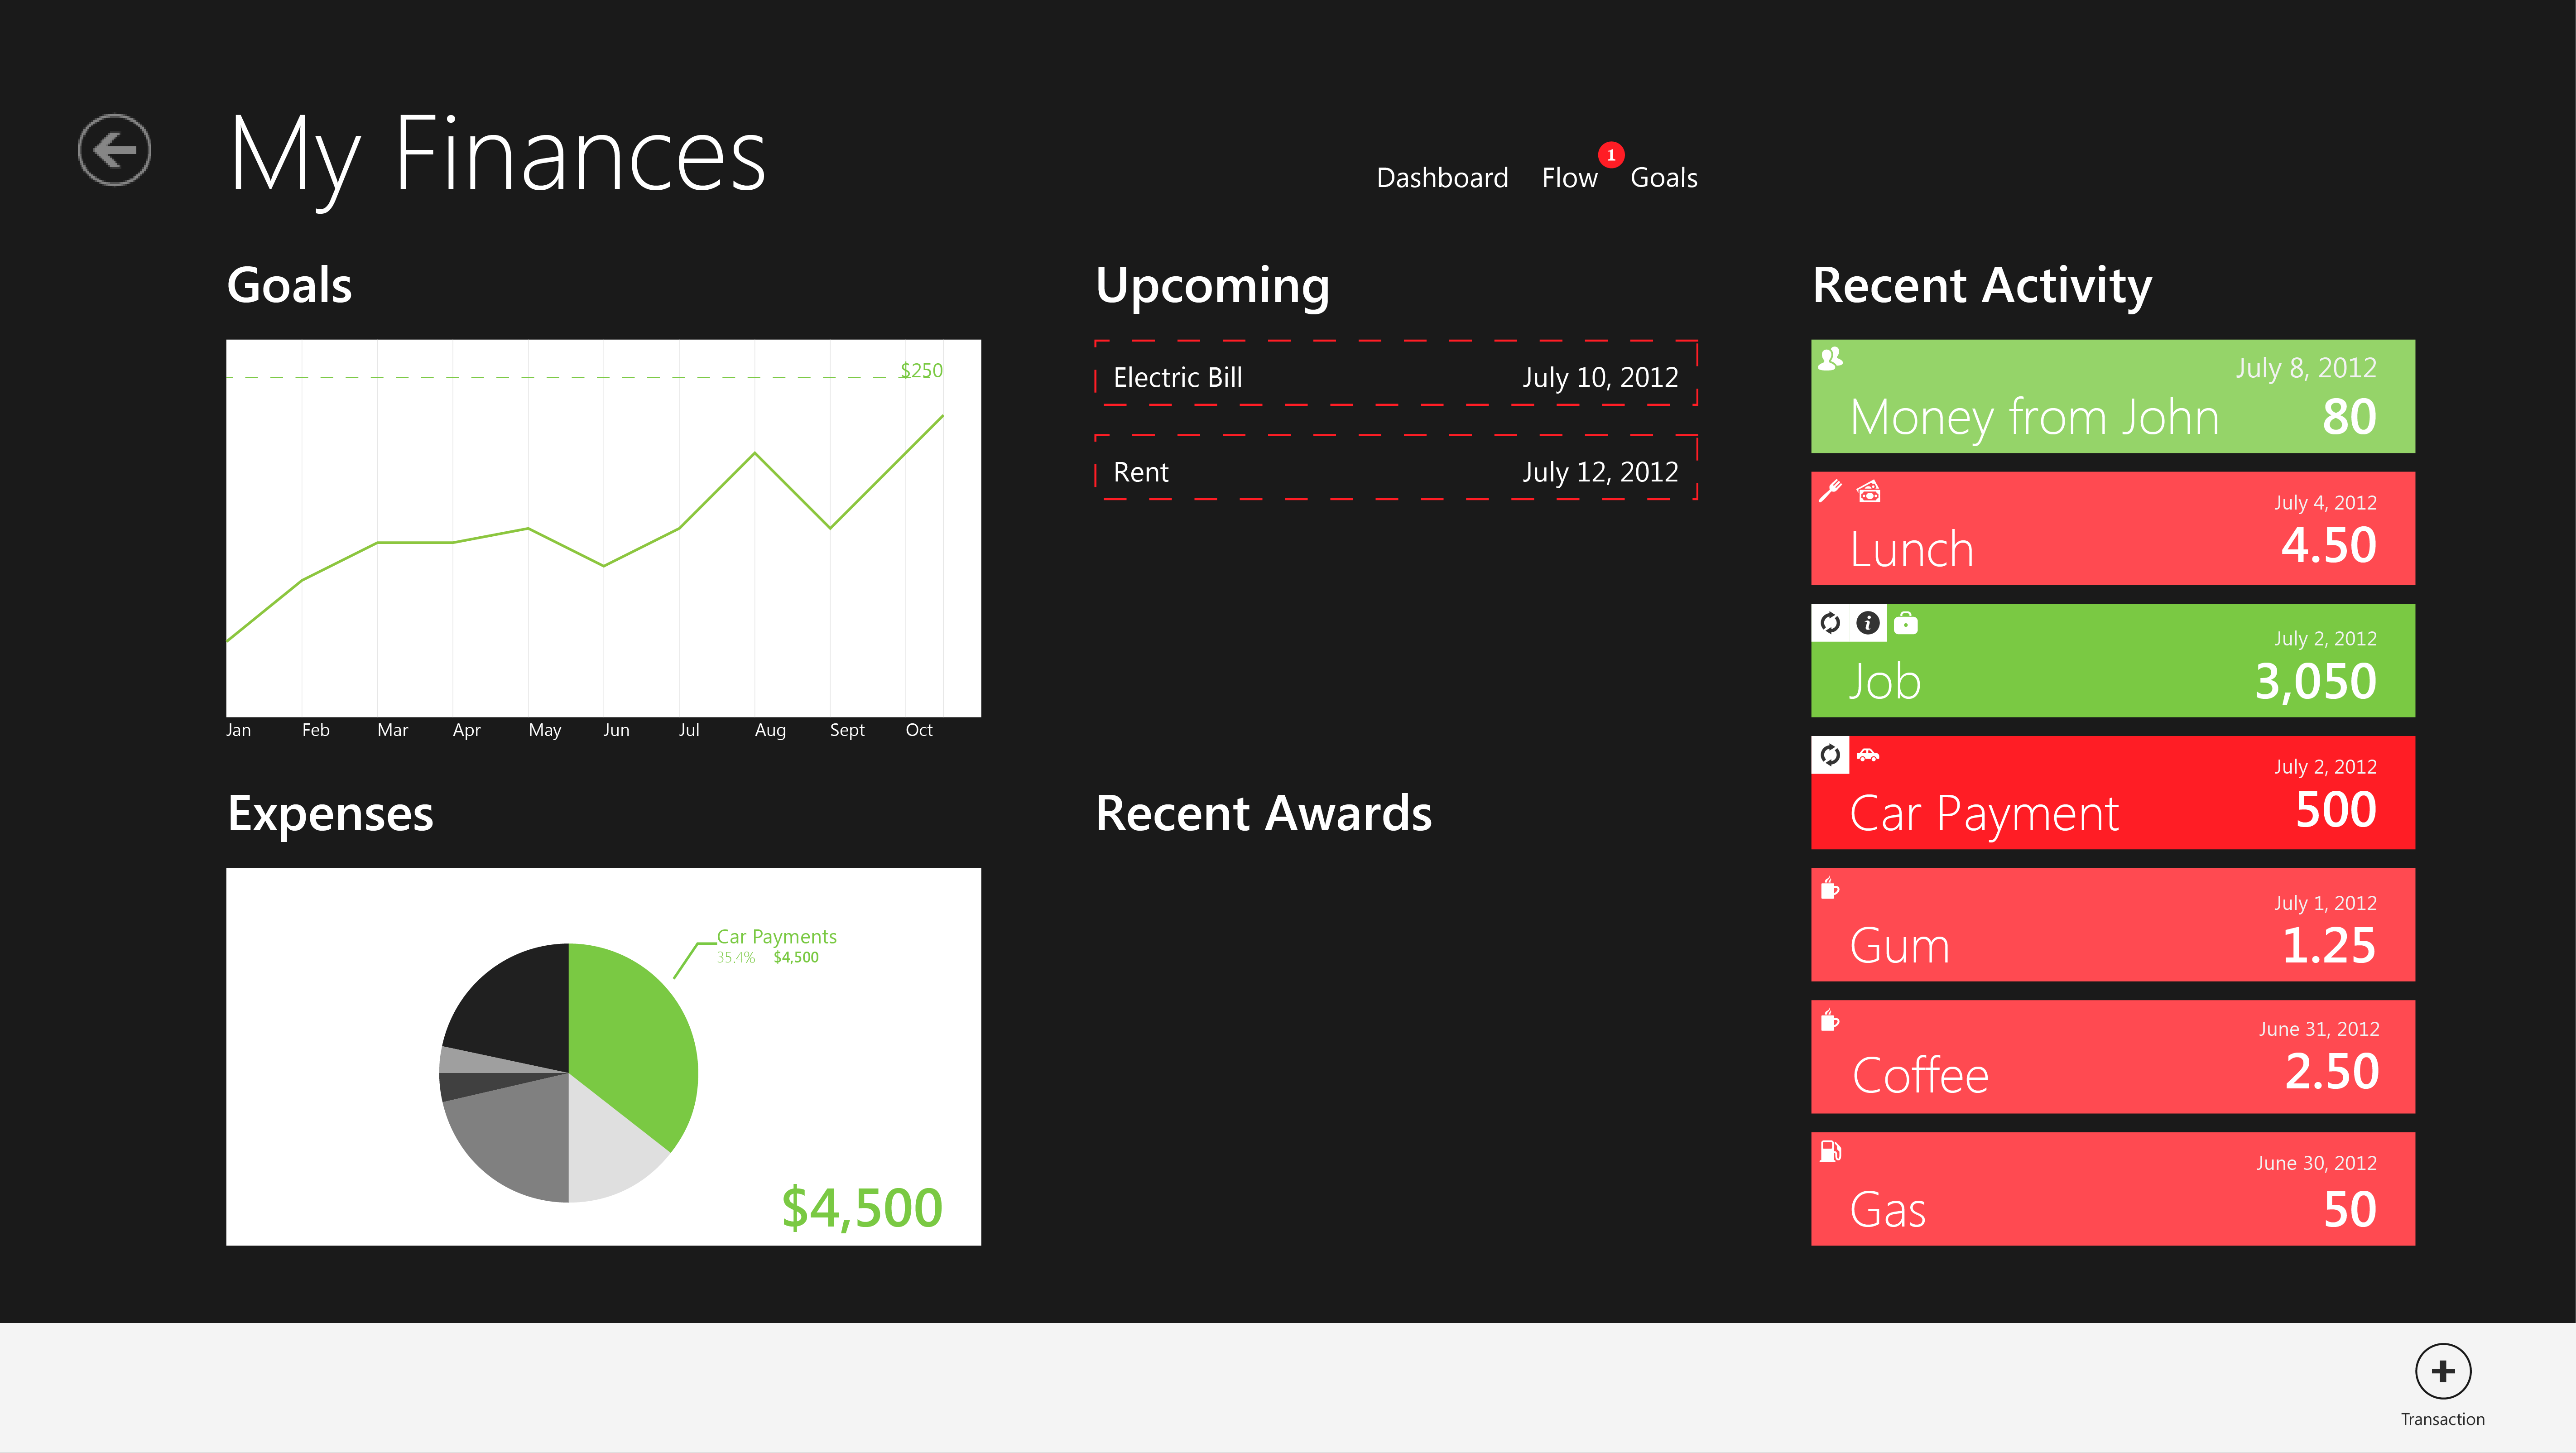 My Finances
Dashboard Flow 1 Goals
Goals
$250
Jan Feb Mar Apr May Jun Jul Aug Sept Oct
Expenses
Car Payments
35.4% $4,500
$4,500
Upcoming
Electric Bill July 10, 2012
Rent July 12, 2012
Recent Awards
Recent Activity
July 8, 2012
Money from John 80
July 4, 2012
Lunch 4.50
July 2, 2012
Job 3,050
July 2, 2012
Car Payment 500
July 1, 2012
Gum 1.25
June 31, 2012
Coffee 2.50
June 30, 2012
Gas 50
Transaction